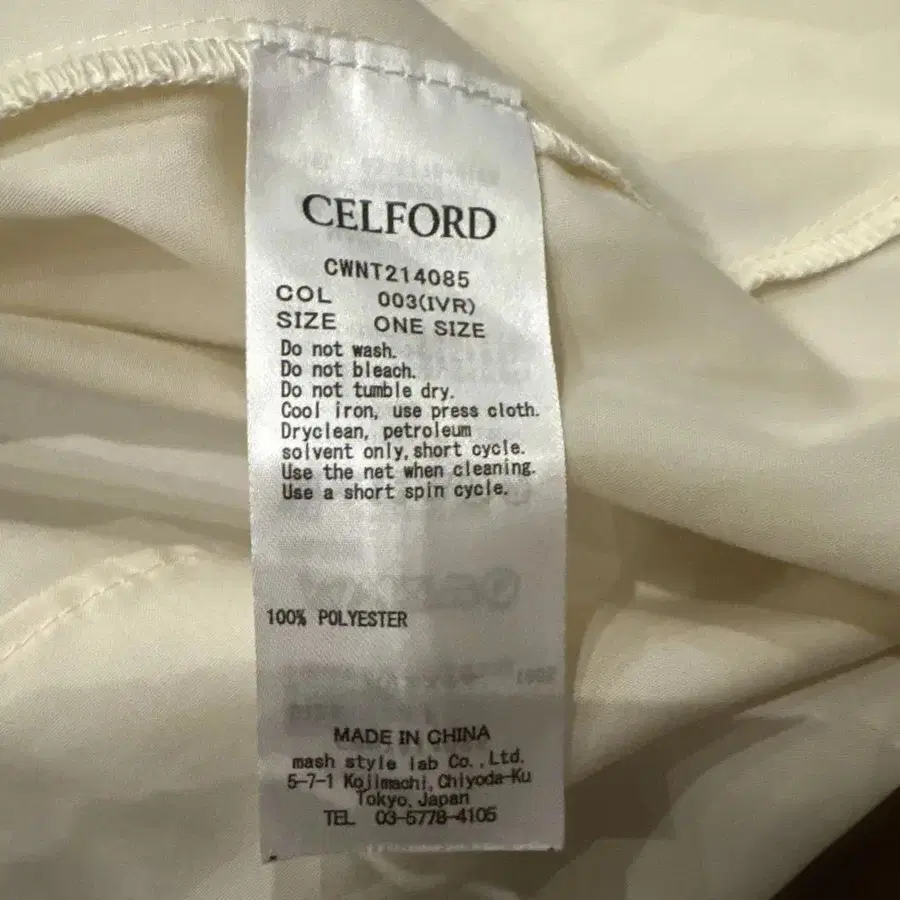 CELFORD
CWNT214085
COL 003(IVR)
SIZE ONE SIZE
Do not wash.
Do not bleach.
Do not tumble dry.
Cool iron, use press cloth.
Dryclean, petroleum
solvent only, short cycle.
Use the net when cleaning.
Use a short spin cycle.
100% POLYESTER
MADE IN CHINA
mash style lab Co., Ltd.
5-7-1 Kojimachi, Chiyoda-Ku
Tokyo, Japan
TEL 03-5778-4105